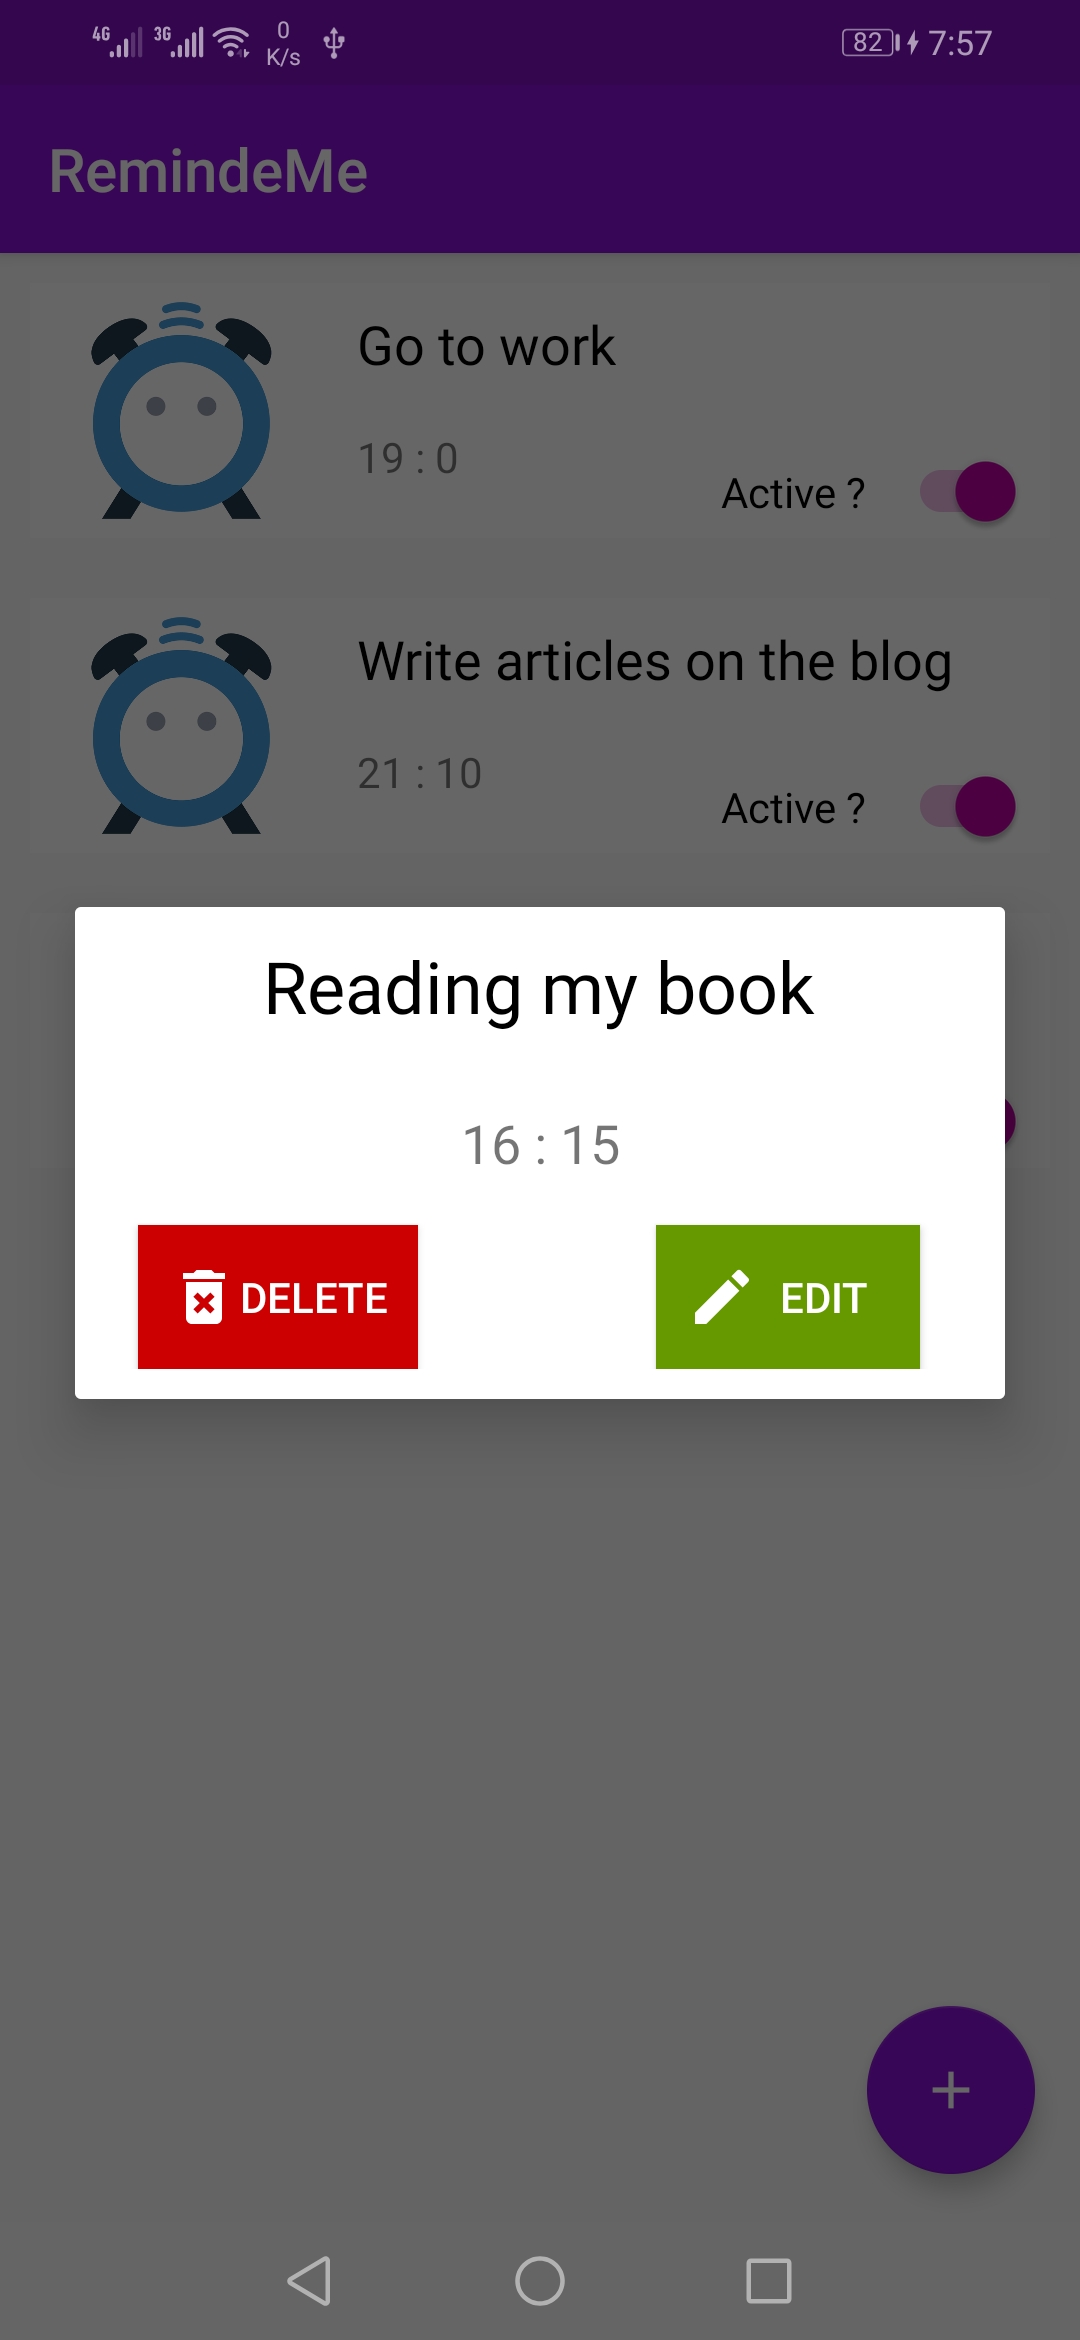 4G 3G 0 K/s 82 7:57
RemindeMe
Go to work
19 : 0
Active ?
Write articles on the blog
21 : 10
Active ?
Reading my book
16 : 15
DELETE EDIT